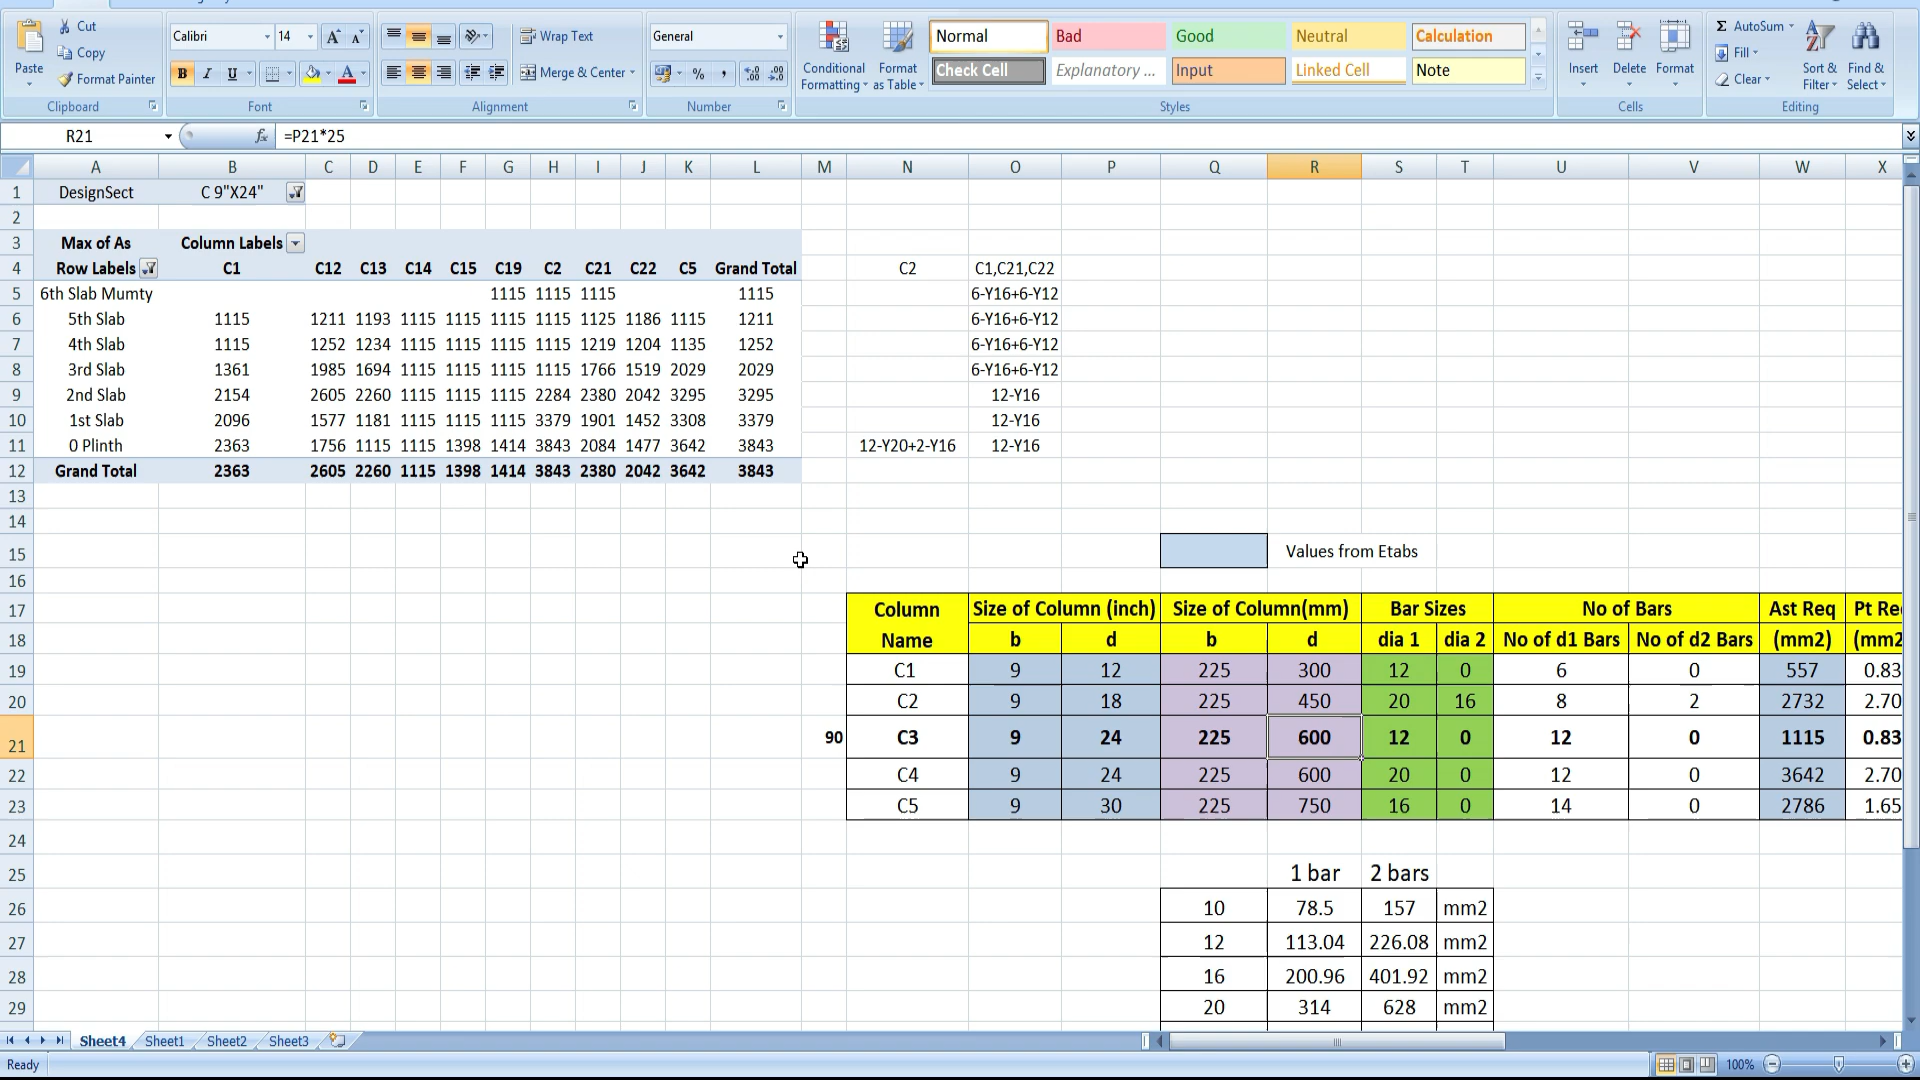 Cut
Copy
Paste
Format Painter
Clipboard
Calibri
14
A A
B I U
A
Font
Wrap Text
Merge & Center
Alignment
General
% ,
Number
Conditional Formatting
Format as Table
Normal Bad Good Neutral Calculation
Check Cell Explanatory ... Input Linked Cell Note
Styles
Insert Delete Format
Cells
Σ AutoSum
Fill
Clear
Sort & Filter
Find & Select
Editing
R21 fx =P21*25
A B C D E F G H I J K L M N O P Q R S T U V W X
1 DesignSect C 9"X24"
2
3 Max of As Column Labels
4 Row Labels C1 C12 C13 C14 C15 C19 C2 C21 C22 C5 Grand Total C2 C1,C21,C22
5 6th Slab Mumty 1115 1115 1115 1115 6-Y16+6-Y12
6 5th Slab 1115 1211 1193 1115 1115 1115 1115 1125 1186 1115 1211 6-Y16+6-Y12
7 4th Slab 1115 1252 1234 1115 1115 1115 1115 1219 1204 1135 1252 6-Y16+6-Y12
8 3rd Slab 1361 1985 1694 1115 1115 1115 1115 1766 1519 2029 2029 6-Y16+6-Y12
9 2nd Slab 2154 2605 2260 1115 1115 1115 2284 2380 2042 3295 3295 12-Y16
10 1st Slab 2096 1577 1181 1115 1115 1115 3379 1901 1452 3308 3379 12-Y16
11 0 Plinth 2363 1756 1115 1115 1398 1414 3843 2084 1477 3642 3843 12-Y20+2-Y16 12-Y16
12 Grand Total 2363 2605 2260 1115 1398 1414 3843 2380 2042 3642 3843
13
14
15 Values from Etabs
16
17 Column Size of Column (inch) Size of Column(mm) Bar Sizes No of Bars Ast Req Pt Re
18 Name b d b d dia 1 dia 2 No of d1 Bars No of d2 Bars (mm2) (mm2
19 C1 9 12 225 300 12 0 6 0 557 0.83
20 C2 9 18 225 450 20 16 8 2 2732 2.70
21 90 C3 9 24 225 600 12 0 12 0 1115 0.83
22 C4 9 24 225 600 20 0 12 0 3642 2.70
23 C5 9 30 225 750 16 0 14 0 2786 1.65
24
25 1 bar 2 bars
26 10 78.5 157 mm2
27 12 113.04 226.08 mm2
28 16 200.96 401.92 mm2
29 20 314 628 mm2
Sheet4 Sheet1 Sheet2 Sheet3
Ready 100%